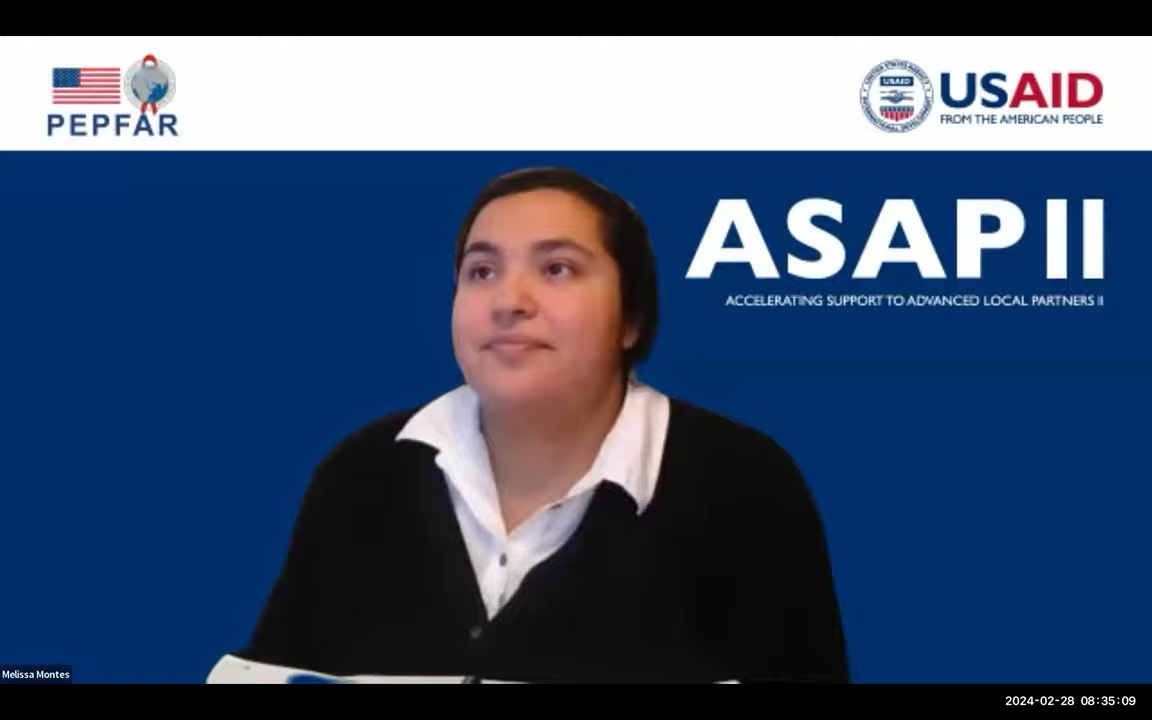 PEPFAR
USAID
USAID
FROM THE AMERICAN PEOPLE
ASAP II
ACCELERATING SUPPORT TO ADVANCED LOCAL PARTNERS II
Melissa Montes
2024-02-28 08:35:09